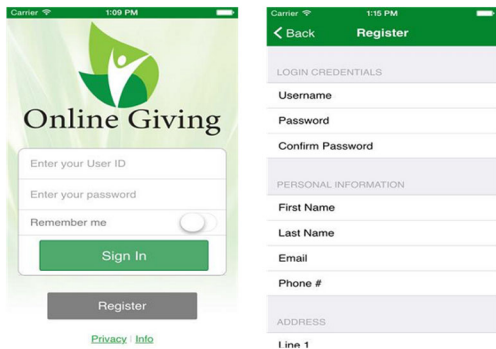 Carrier 1:09 PM
Online Giving
Enter your User ID
Enter your password
Remember me
Sign In
Register
Privacy | Info
Carrier 1:15 PM
Back Register
LOGIN CREDENTIALS
Username
Password
Confirm Password
PERSONAL INFORMATION
First Name
Last Name
Email
Phone #
ADDRESS
Line 1